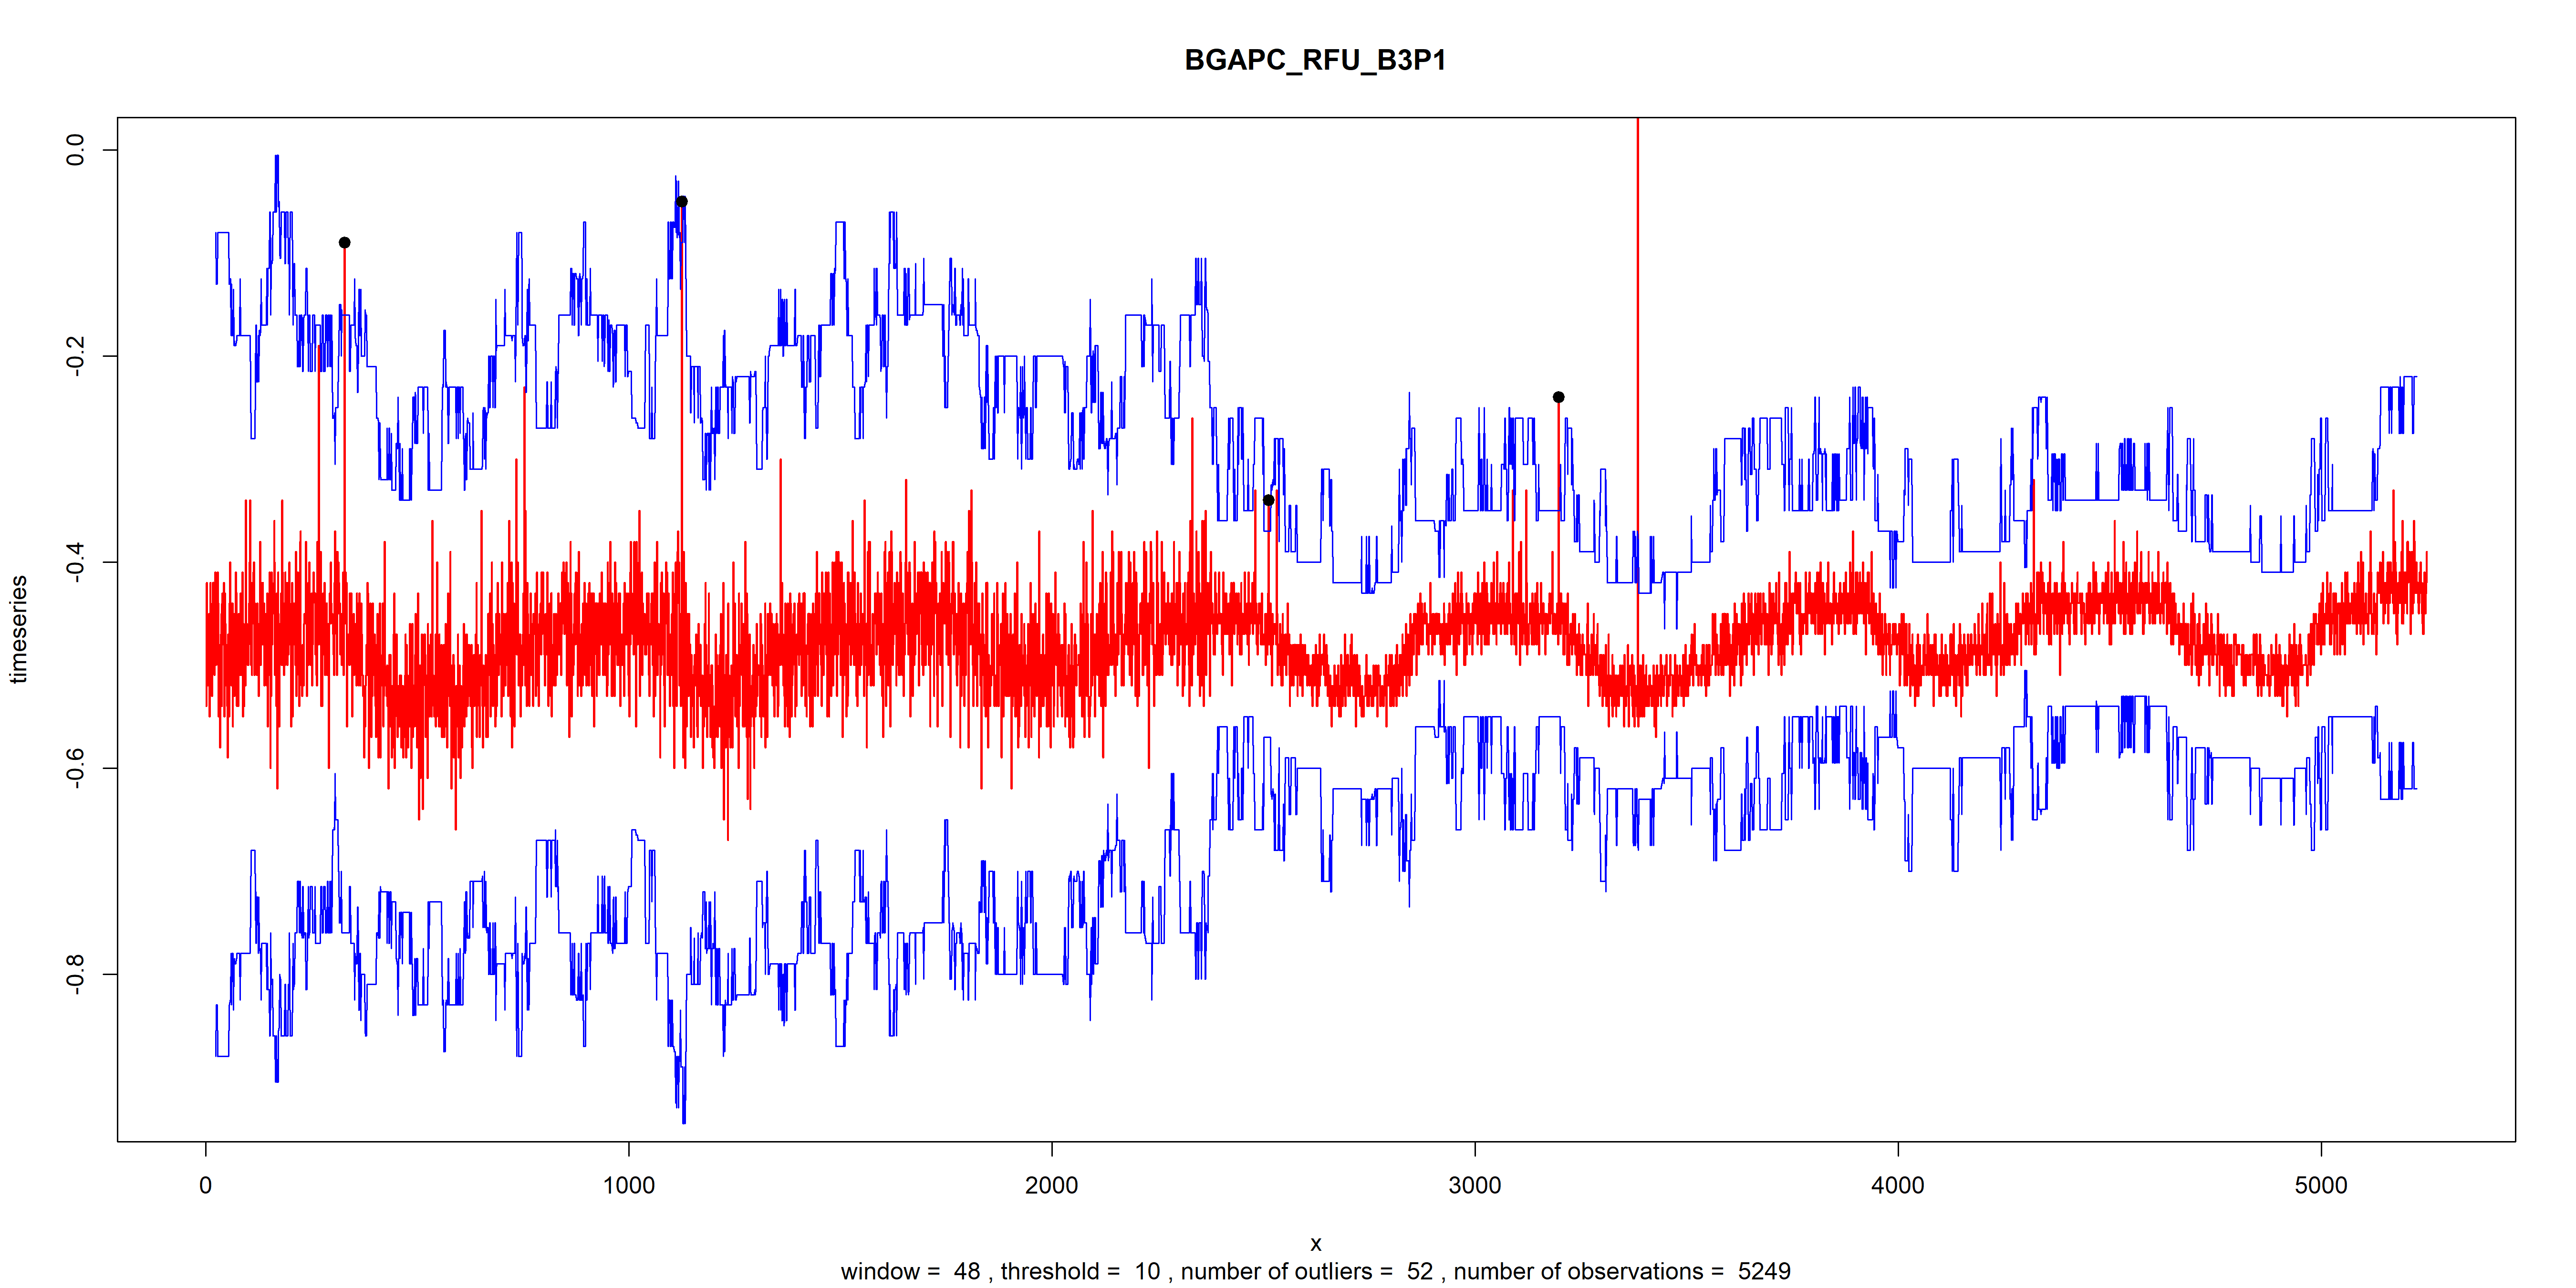 BGAPC_RFU_B3P1
timeseries
0.0
-0.2
-0.4
-0.6
-0.8
0 1000 2000 3000 4000 5000
x
window = 48 , threshold = 10 , number of outliers = 52 , number of observations = 5249